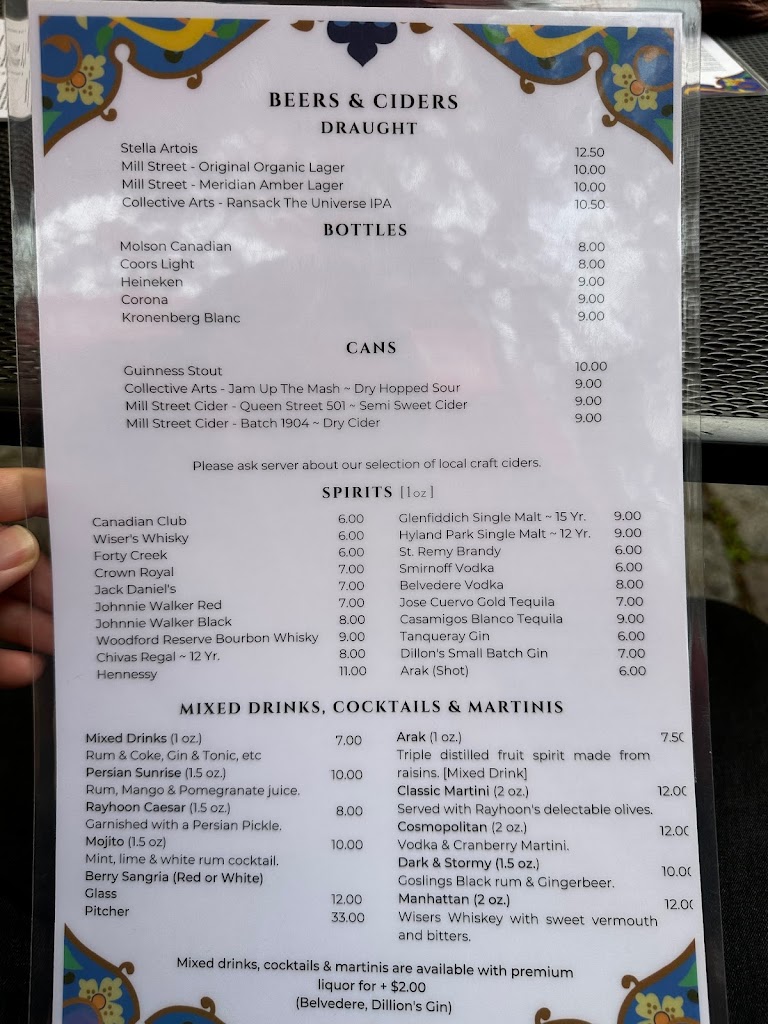 BEERS & CIDERS
DRAUGHT
Stella Artois 12.50
Mill Street - Original Organic Lager 10.00
Mill Street - Meridian Amber Lager 10.00
Collective Arts - Ransack The Universe IPA 10.50
BOTTLES
Molson Canadian 8.00
Coors Light 8.00
Heineken 9.00
Corona 9.00
Kronenberg Blanc 9.00
CANS
Guinness Stout 10.00
Collective Arts - Jam Up The Mash ~ Dry Hopped Sour 9.00
Mill Street Cider - Queen Street 501 ~ Semi Sweet Cider 9.00
Mill Street Cider - Batch 1904 ~ Dry Cider 9.00
Please ask server about our selection of local craft ciders.
SPIRITS [1oz]
Canadian Club 6.00
Wiser's Whisky 6.00
Forty Creek 6.00
Crown Royal 7.00
Jack Daniel's 7.00
Johnnie Walker Red 7.00
Johnnie Walker Black 8.00
Woodford Reserve Bourbon Whisky 9.00
Chivas Regal ~ 12 Yr. 8.00
Hennessy 11.00
Glenfiddich Single Malt ~ 15 Yr. 9.00
Hyland Park Single Malt ~ 12 Yr. 9.00
St. Remy Brandy 6.00
Smirnoff Vodka 6.00
Belvedere Vodka 8.00
Jose Cuervo Gold Tequila 7.00
Casamigos Blanco Tequila 9.00
Tanqueray Gin 6.00
Dillon's Small Batch Gin 7.00
Arak (Shot) 6.00
MIXED DRINKS, COCKTAILS & MARTINIS
Mixed Drinks (1 oz.) 7.00
Rum & Coke, Gin & Tonic, etc
Persian Sunrise (1.5 oz.) 10.00
Rum, Mango & Pomegranate juice.
Rayhoon Caesar (1.5 oz.) 8.00
Garnished with a Persian Pickle.
Mojito (1.5 oz) 10.00
Mint, lime & white rum cocktail.
Berry Sangria (Red or White)
Glass 12.00
Pitcher 33.00
Arak (1 oz.) 7.50
Triple distilled fruit spirit made from
raisins. [Mixed Drink]
Classic Martini (2 oz.) 12.00
Served with Rayhoon's delectable olives.
Cosmopolitan (2 oz.) 12.00
Vodka & Cranberry Martini.
Dark & Stormy (1.5 oz.) 10.00
Goslings Black rum & Gingerbeer.
Manhattan (2 oz.) 12.00
Wisers Whiskey with sweet vermouth
and bitters.
Mixed drinks, cocktails & martinis are available with premium
liquor for + $2.00
(Belvedere, Dillion's Gin)